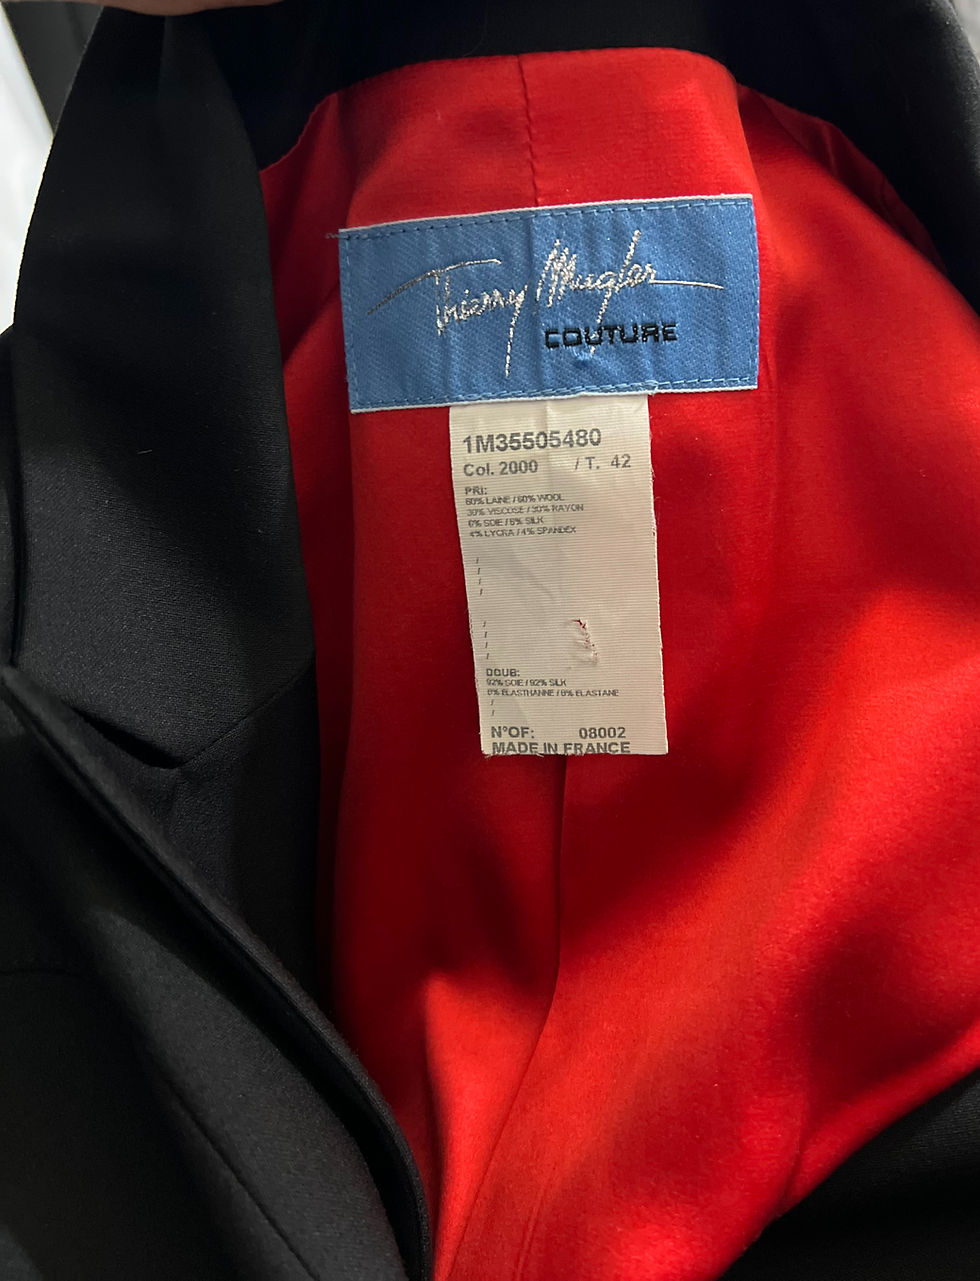 Thierry Mugler
COUTURE
1M35505480
Col. 2000 / T. 42
PRI:
60% LAINE / 60% WOOL
30% VISCOSE / 30% RAYON
6% SOIE / 6% SILK
4% LYCRA / 4% SPANDEX
DOUB:
92% SOIE / 92% SILK
8% ELASTHANNE / 8% ELASTANE
N°OF: 08002
MADE IN FRANCE